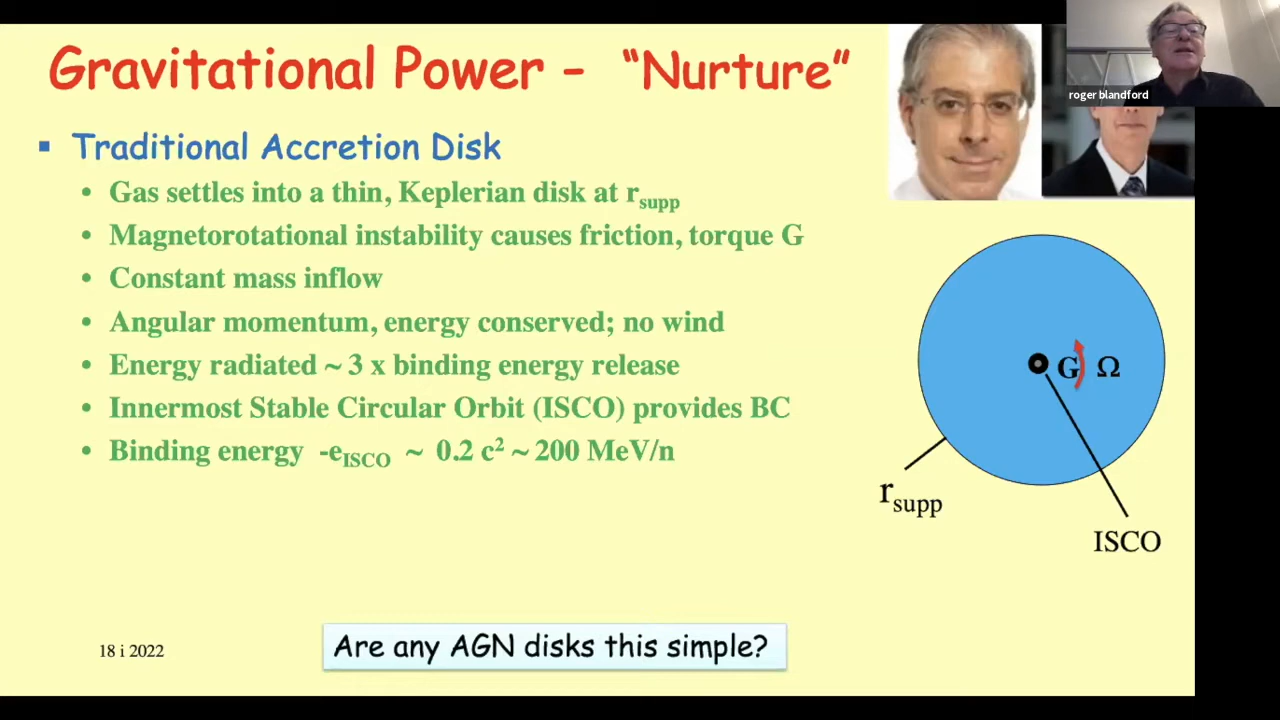 Gravitational Power - “Nurture”
roger blandford
▪ Traditional Accretion Disk
• Gas settles into a thin, Keplerian disk at rsupp
• Magnetorotational instability causes friction, torque G
• Constant mass inflow
• Angular momentum, energy conserved; no wind
• Energy radiated ~ 3 x binding energy release
• Innermost Stable Circular Orbit (ISCO) provides BC
• Binding energy -eISCO ~ 0.2 c² ~ 200 MeV/n
G Ω
rsupp
ISCO
18 i 2022
Are any AGN disks this simple?